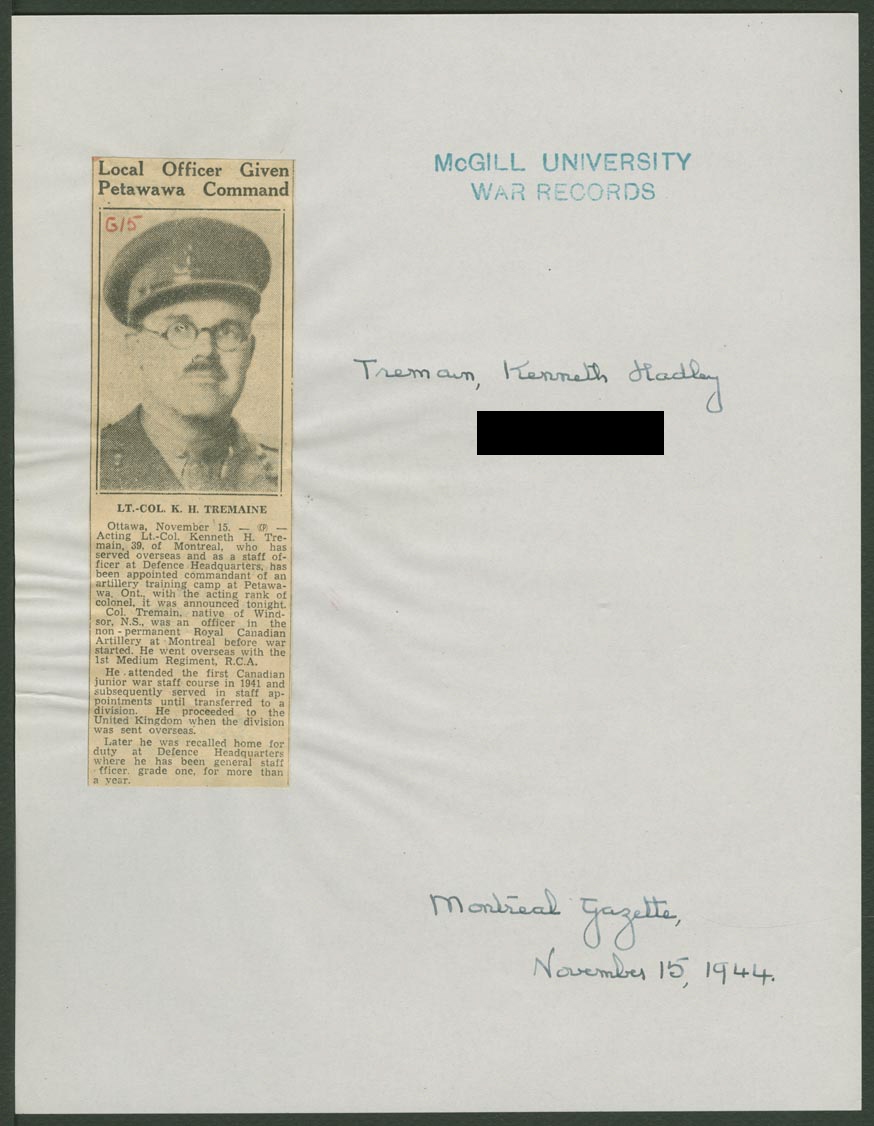 McGILL UNIVERSITY
WAR RECORDS
Local Officer Given
Petawawa Command
G15
Tremain, Kenneth Hadley
LT.-COL. K. H. TREMAINE
Ottawa, November 15. — (CP) —
Acting Lt.-Col. Kenneth H. Tre-
main, 39, of Montreal, who has
served overseas and as a staff of-
ficer at Defence Headquarters, has
been appointed commandant of an
artillery training camp at Petawa-
wa, Ont., with the acting rank of
colonel, it was announced tonight.
Col. Tremain, native of Wind-
sor, N.S., was an officer in the
non-permanent Royal Canadian
Artillery at Montreal before war
started. He went overseas with the
1st Medium Regiment, R.C.A.
He attended the first Canadian
junior war staff course in 1941 and
subsequently served in staff ap-
pointments until transferred to a
division. He proceeded to the
United Kingdom when the division
was sent overseas.
Later he was recalled home for
duty at Defence Headquarters
where he has been general staff
fficer, grade one, for more than
a year.
Montreal Gazette,
November 15, 1944.